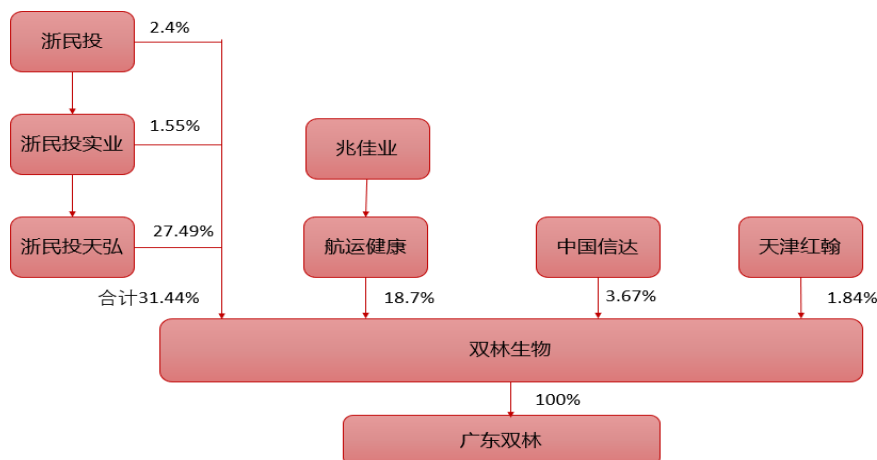 浙民投
2.4%
浙民投实业
1.55%
兆佳业
浙民投天弘
27.49%
航运健康
中国信达
天津红翰
合计31.44%
18.7%
3.67%
1.84%
双林生物
100%
广东双林